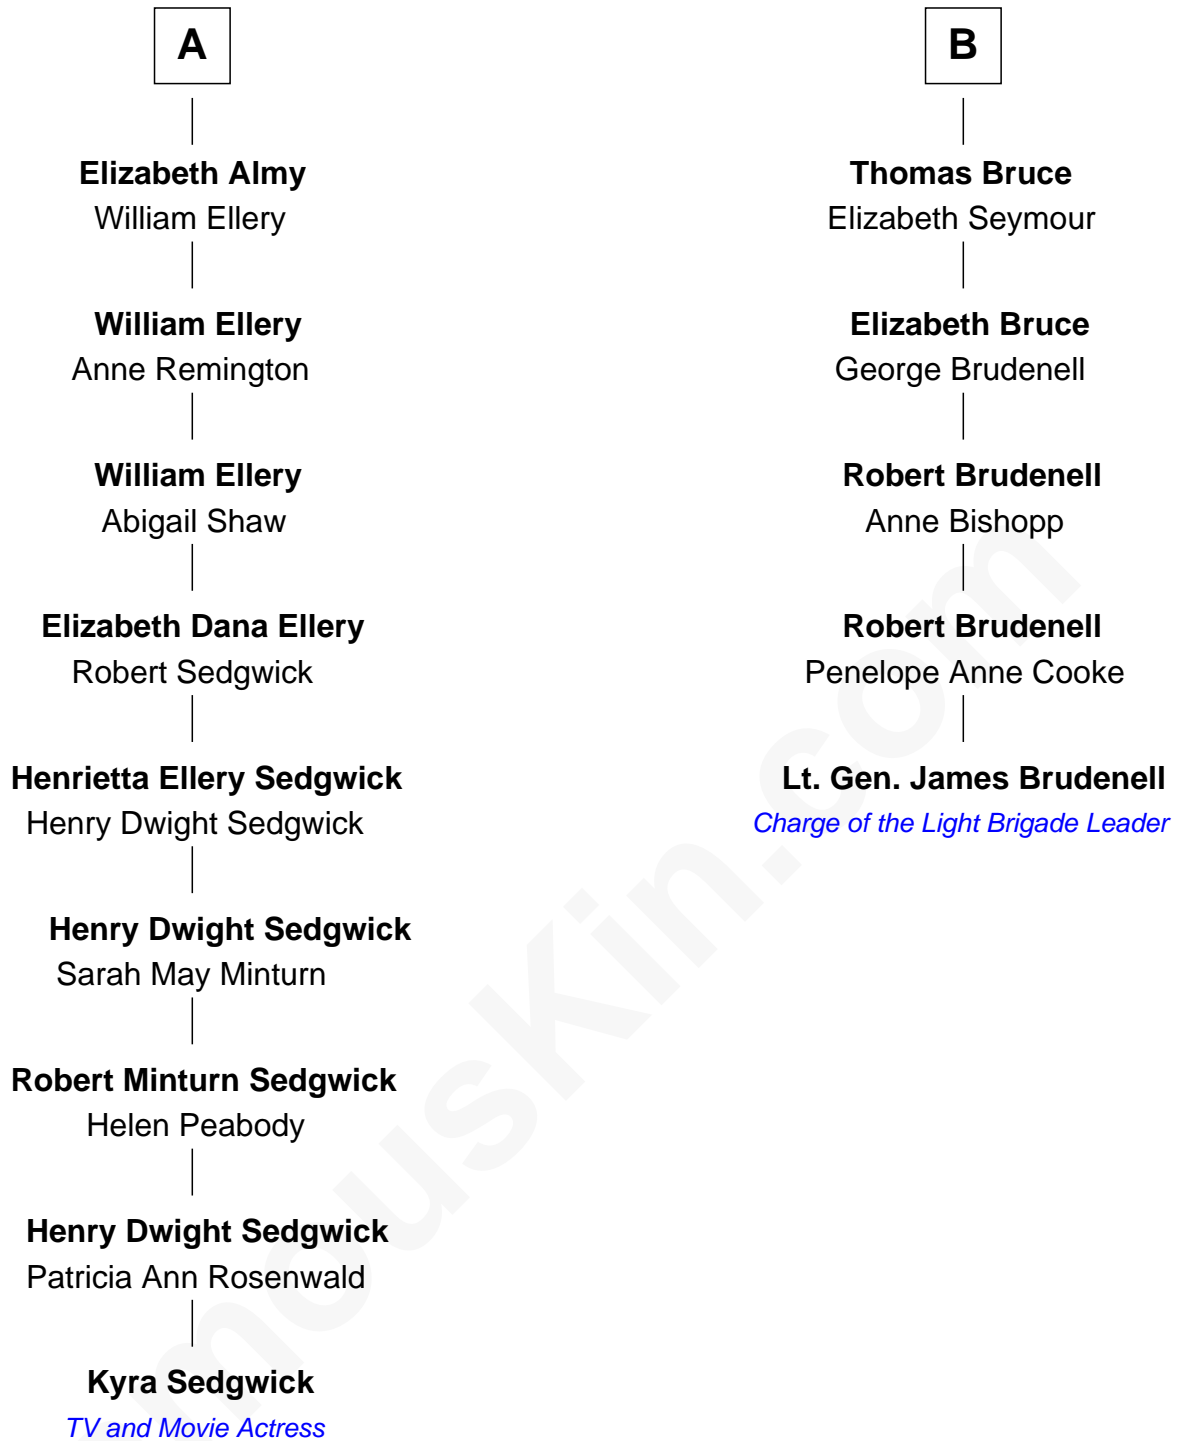 A
Elizabeth Almy
William Ellery
William Ellery
Anne Remington
William Ellery
Abigail Shaw
Elizabeth Dana Ellery
Robert Sedgwick
Henrietta Ellery Sedgwick
Henry Dwight Sedgwick
Henry Dwight Sedgwick
Sarah May Minturn
Robert Minturn Sedgwick
Helen Peabody
Henry Dwight Sedgwick
Patricia Ann Rosenwald
Kyra Sedgwick
TV and Movie Actress
B
Thomas Bruce
Elizabeth Seymour
Elizabeth Bruce
George Brudenell
Robert Brudenell
Anne Bishopp
Robert Brudenell
Penelope Anne Cooke
Lt. Gen. James Brudenell
Charge of the Light Brigade Leader
mousKin.com